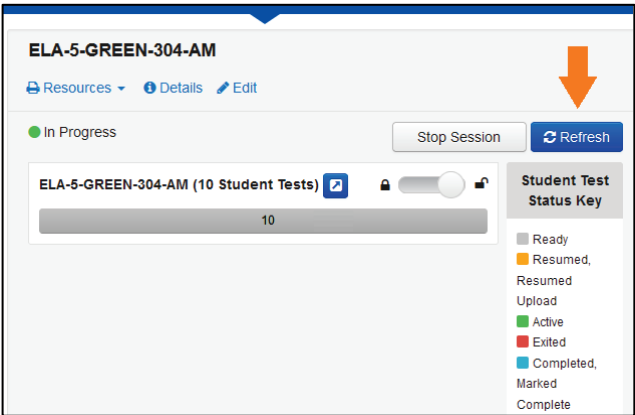 ELA-5-GREEN-304-AM
Resources Details Edit
In Progress
Stop Session
Refresh
ELA-5-GREEN-304-AM (10 Student Tests)
10
Student Test
Status Key
Ready
Resumed,
Resumed
Upload
Active
Exited
Completed,
Marked
Complete